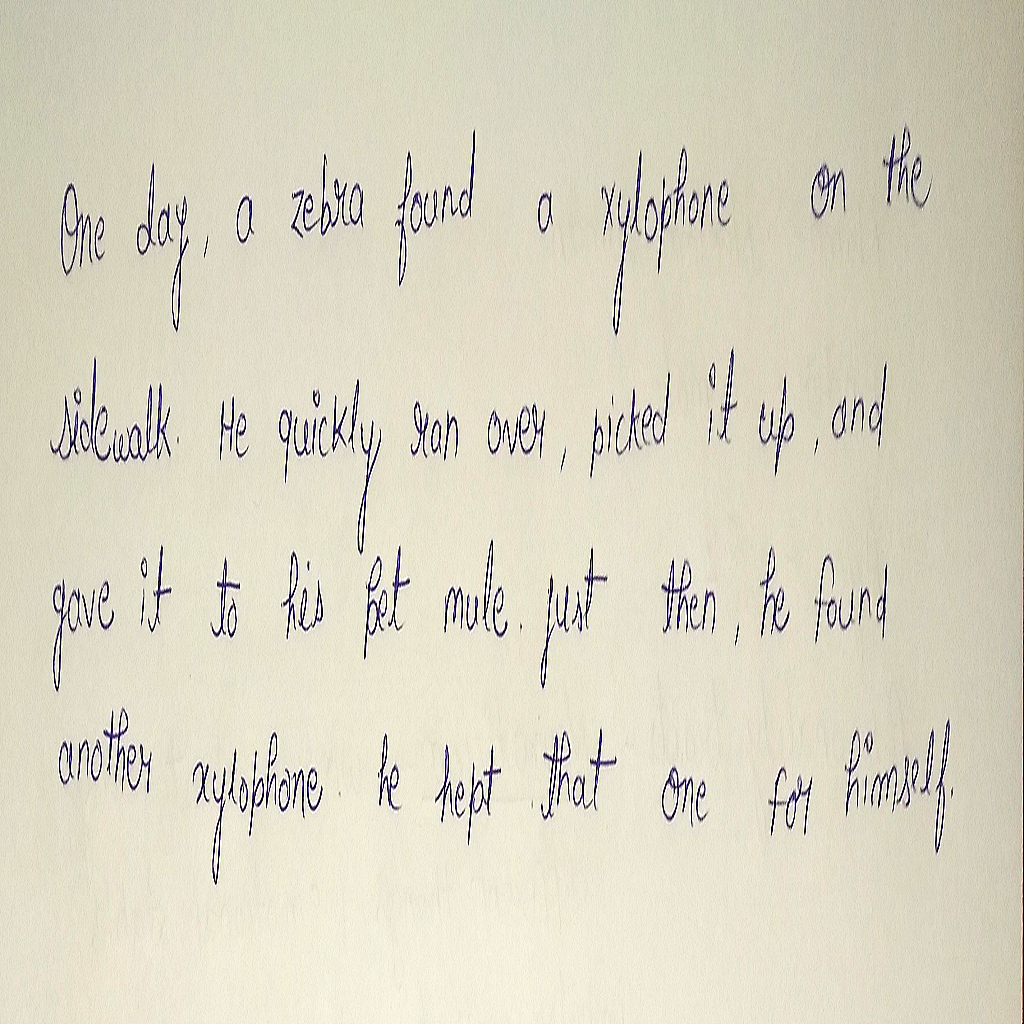 One day, a zebra found a xylophone on the
sidewalk. He quickly ran over, picked it up, and
gave it to his pet mule. just then, he found
another xylophone. he kept that one for himself.